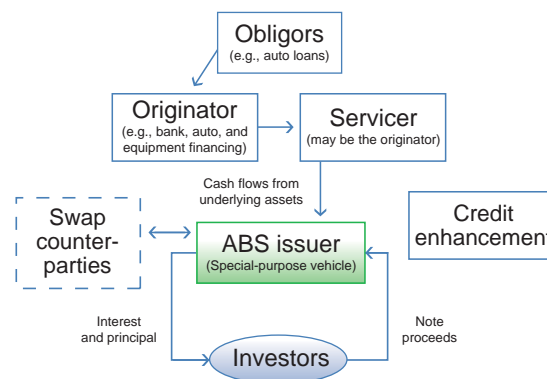 Obligors
(e.g., auto loans)
Originator
(e.g., bank, auto, and
equipment financing)
Servicer
(may be the originator)
Cash flows from
underlying assets
Swap
counter-
parties
ABS issuer
(Special-purpose vehicle)
Credit
enhancement
Interest
and principal
Note
proceeds
Investors